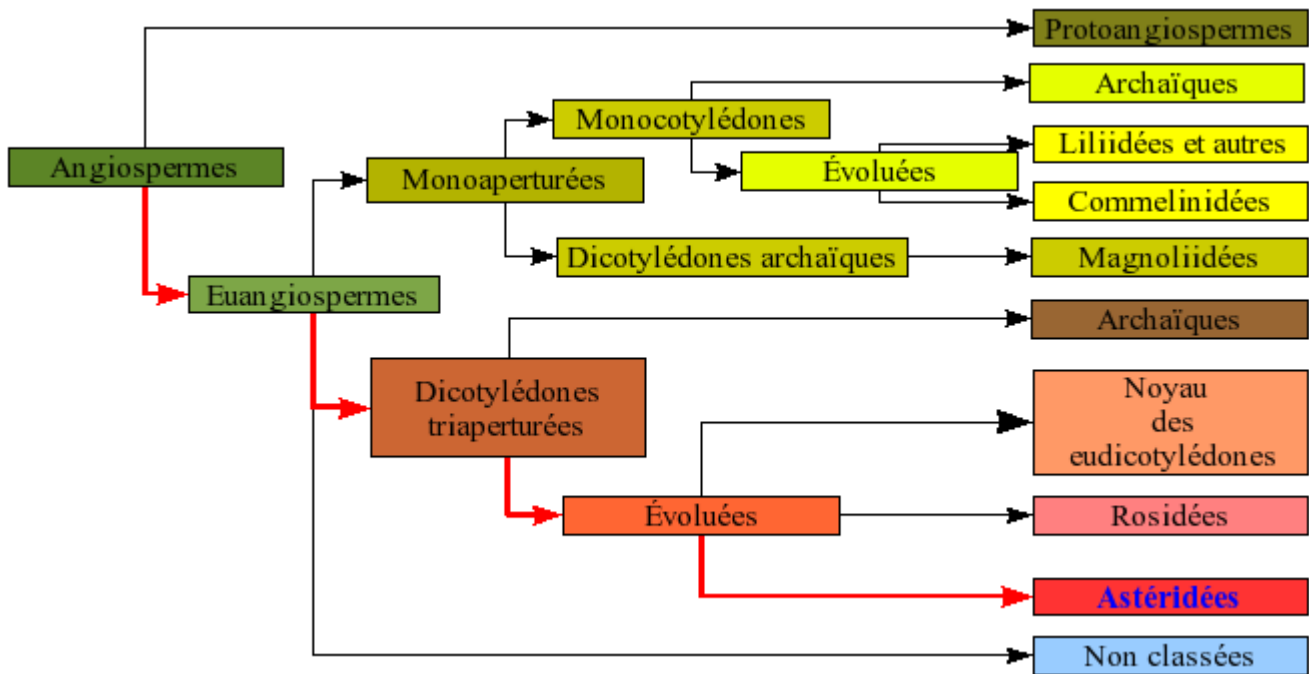 Protoangiospermes
Archaïques
Monocotylédones
Liliidées et autres
Angiospermes
Évoluées
Monoaperturées
Commelinidées
Dicotylédones archaïques
Magnoliidées
Euangiospermes
Archaïques
Dicotylédones
triaperturées
Noyau
des
eudicotylédones
Évoluées
Rosidées
Astéridées
Non classées